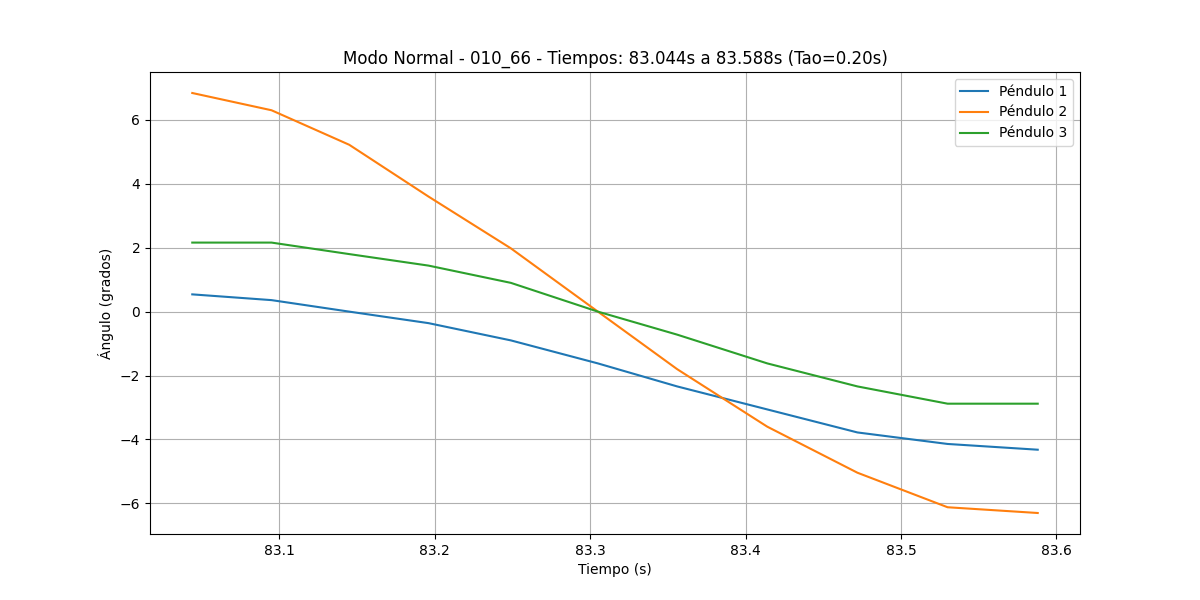 Modo Normal - 010_66 - Tiempos: 83.044s a 83.588s (Tao=0.20s)
Péndulo 1
Péndulo 2
Péndulo 3
Ángulo (grados)
6
4
2
0
−2
−4
−6
83.1
83.2
83.3
83.4
83.5
83.6
Tiempo (s)